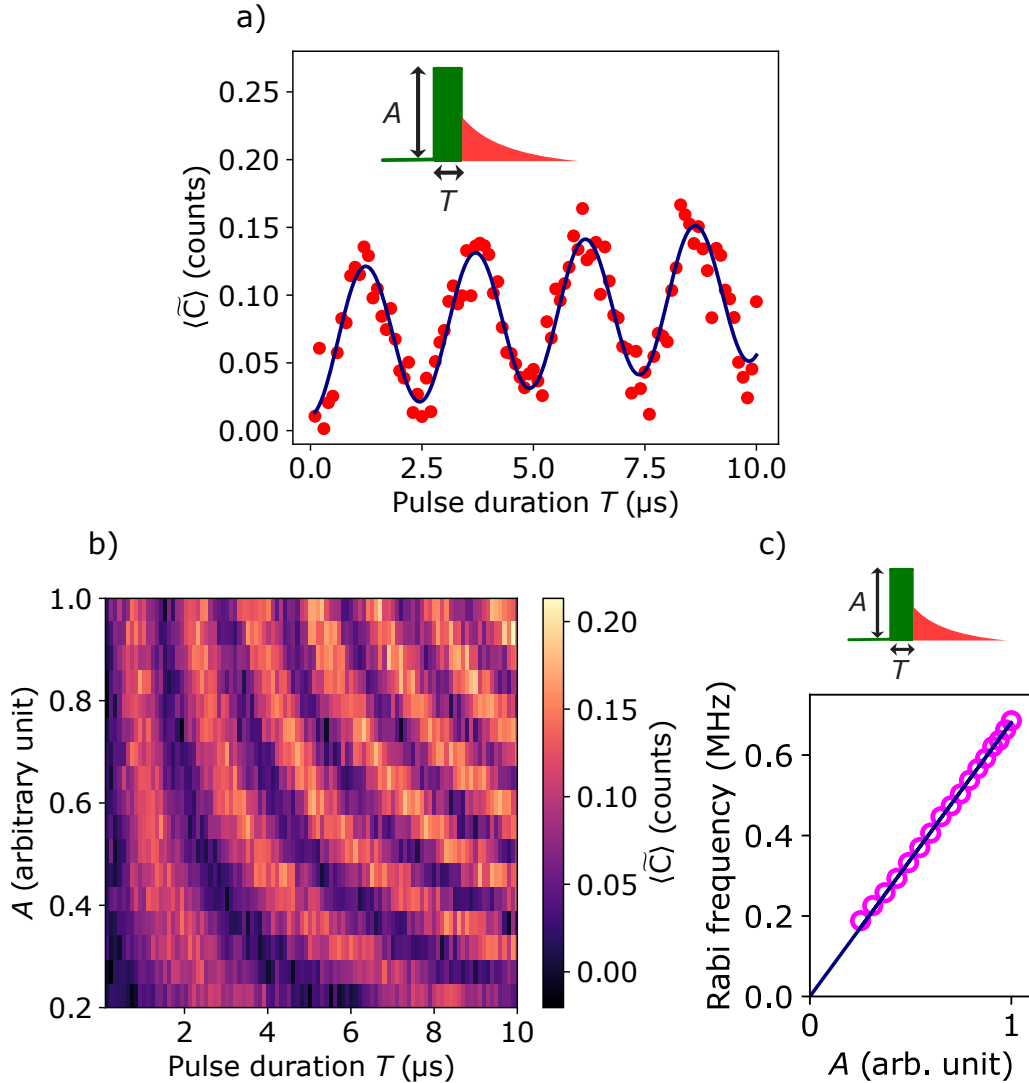 a)
0.25
0.20
0.15
0.10
0.05
0.00
⟨C̃⟩ (counts)
A
T
0.0 2.5 5.0 7.5 10.0
Pulse duration T (µs)
b)
1.0
0.8
0.6
0.4
0.2
A (arbitrary unit)
2 4 6 8 10
Pulse duration T (µs)
0.20
0.15
0.10
0.05
0.00
⟨C̃⟩ (counts)
c)
A
T
0.6
0.4
0.2
0.0
Rabi frequency (MHz)
0 1
A (arb. unit)